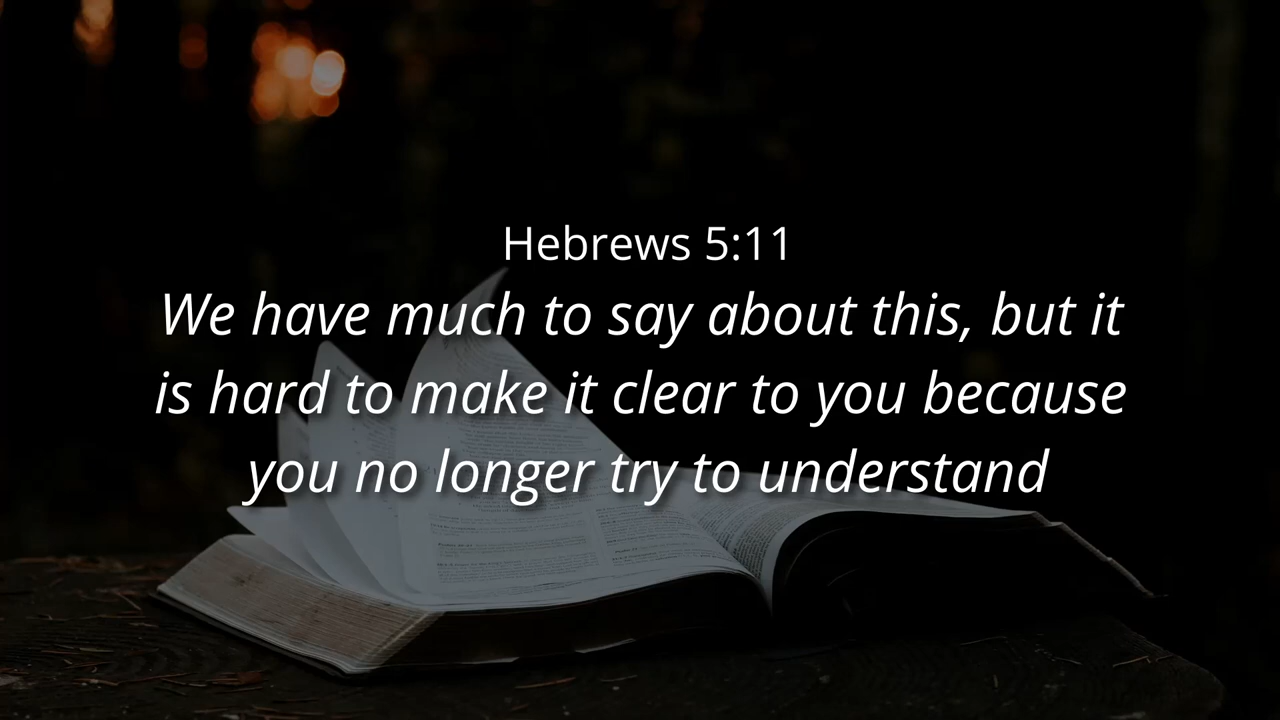 Hebrews 5:11
We have much to say about this, but it
is hard to make it clear to you because
you no longer try to understand